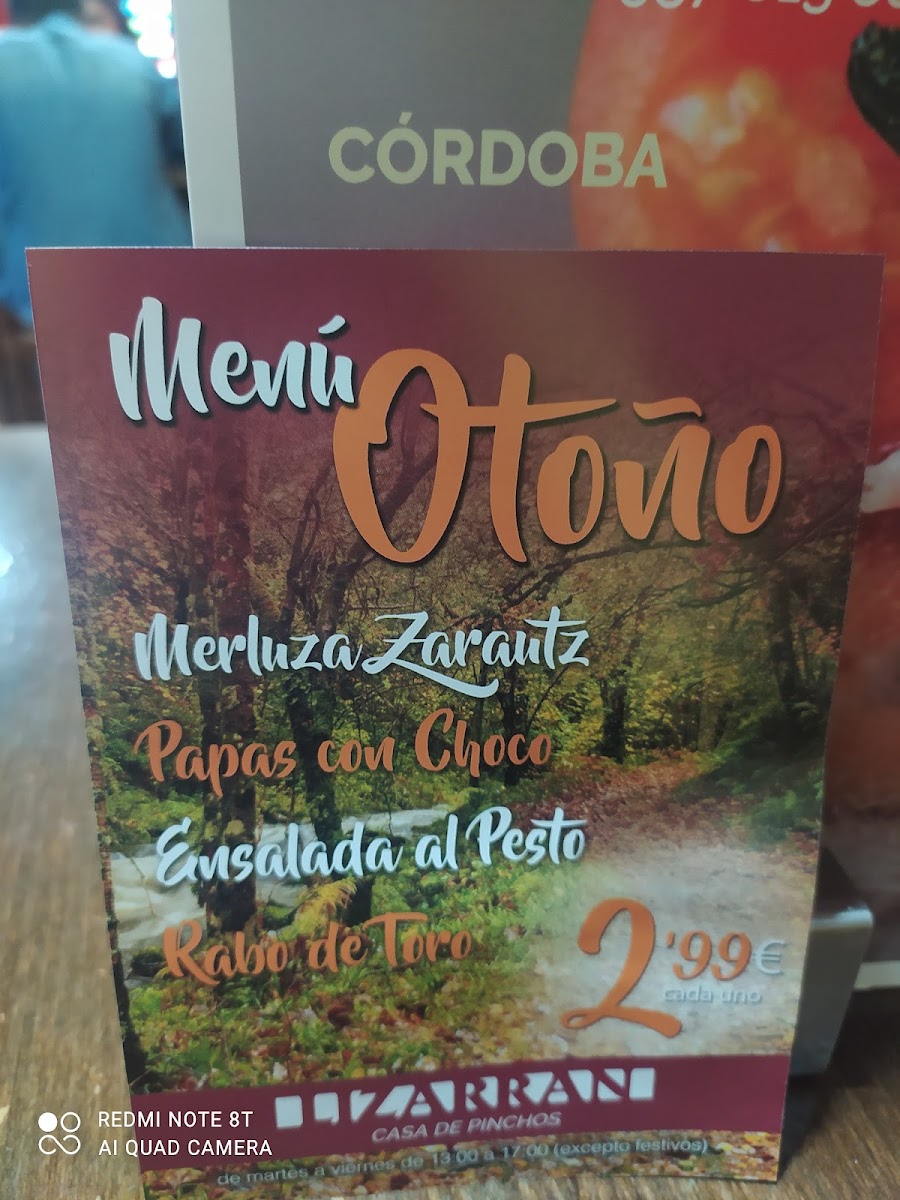 CÓRDOBA
Menú
Otoño
Merluza Zarautz
Papas con Choco
Ensalada al Pesto
Rabo de Toro
2'99€
cada uno
LIZARRAN
CASA DE PINCHOS
de martes a viernes de 13:00 a 17:00 (excepto festivos)
REDMI NOTE 8T
AI QUAD CAMERA